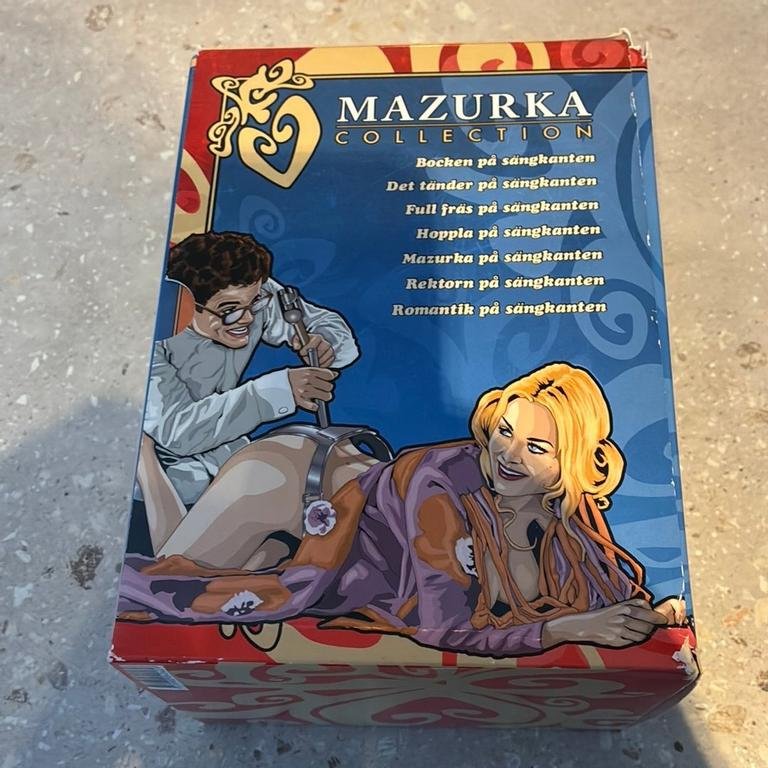 MAZURKA
COLLECTION
Bocken på sängkanten
Det tänder på sängkanten
Full fräs på sängkanten
Hoppla på sängkanten
Mazurka på sängkanten
Rektorn på sängkanten
Romantik på sängkanten